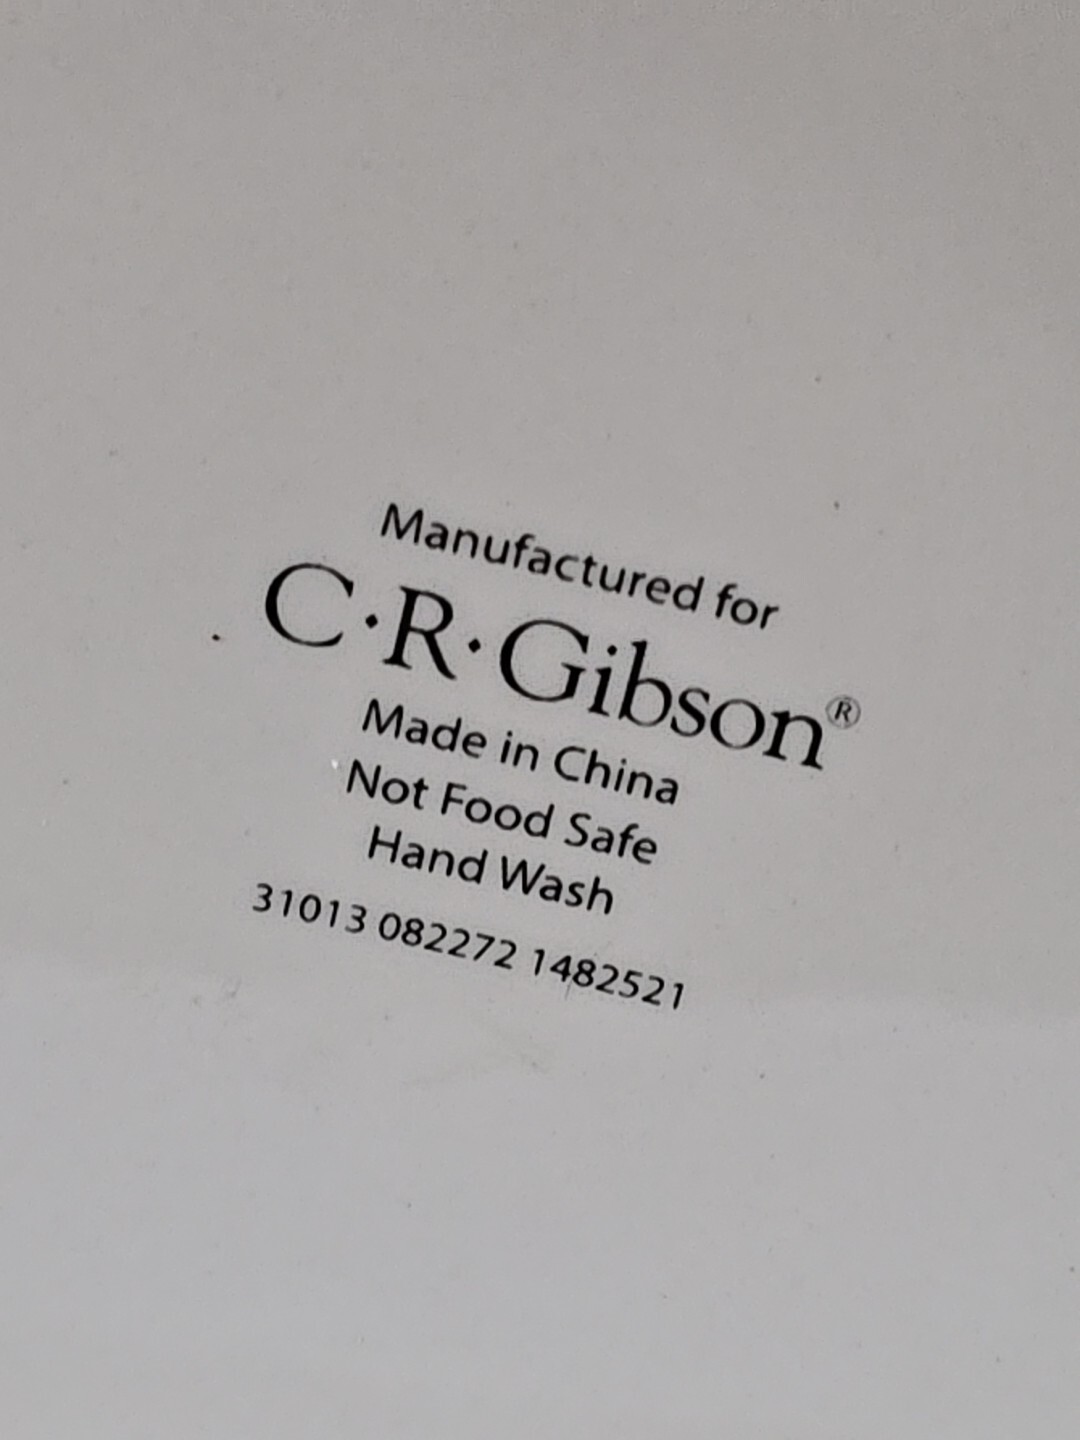 Manufactured for
C·R·Gibson®
Made in China
Not Food Safe
Hand Wash
31013 082272 1482521